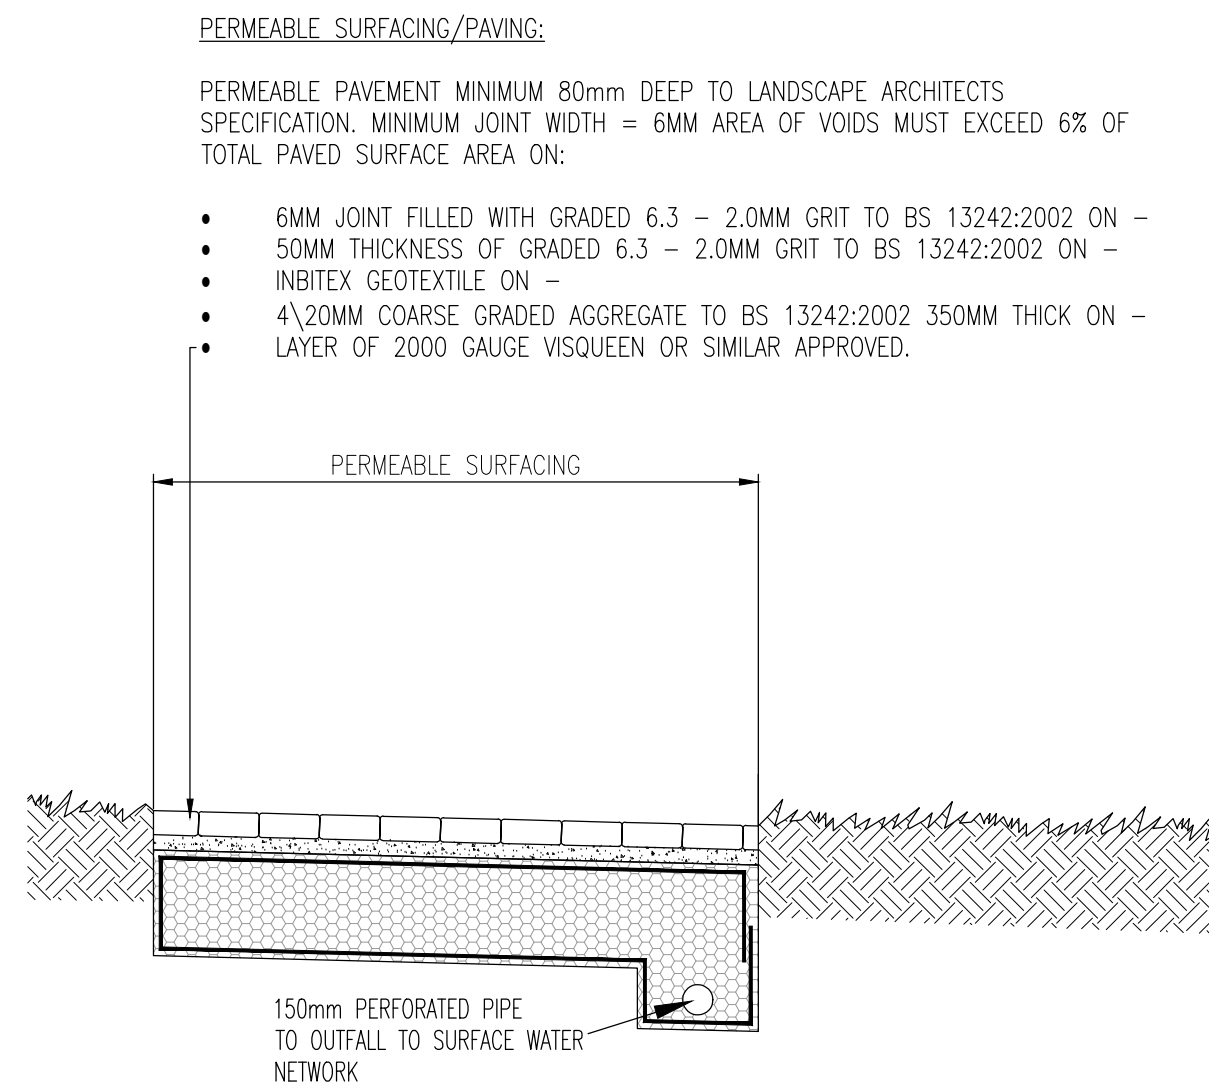 PERMEABLE SURFACING/PAVING:
PERMEABLE PAVEMENT MINIMUM 80mm DEEP TO LANDSCAPE ARCHITECTS
SPECIFICATION. MINIMUM JOINT WIDTH = 6MM AREA OF VOIDS MUST EXCEED 6% OF
TOTAL PAVED SURFACE AREA ON:
• 6MM JOINT FILLED WITH GRADED 6.3 – 2.0MM GRIT TO BS 13242:2002 ON –
• 50MM THICKNESS OF GRADED 6.3 – 2.0MM GRIT TO BS 13242:2002 ON –
• INBITEX GEOTEXTILE ON –
• 4\20MM COARSE GRADED AGGREGATE TO BS 13242:2002 350MM THICK ON –
• LAYER OF 2000 GAUGE VISQUEEN OR SIMILAR APPROVED.
PERMEABLE SURFACING
150mm PERFORATED PIPE
TO OUTFALL TO SURFACE WATER
NETWORK